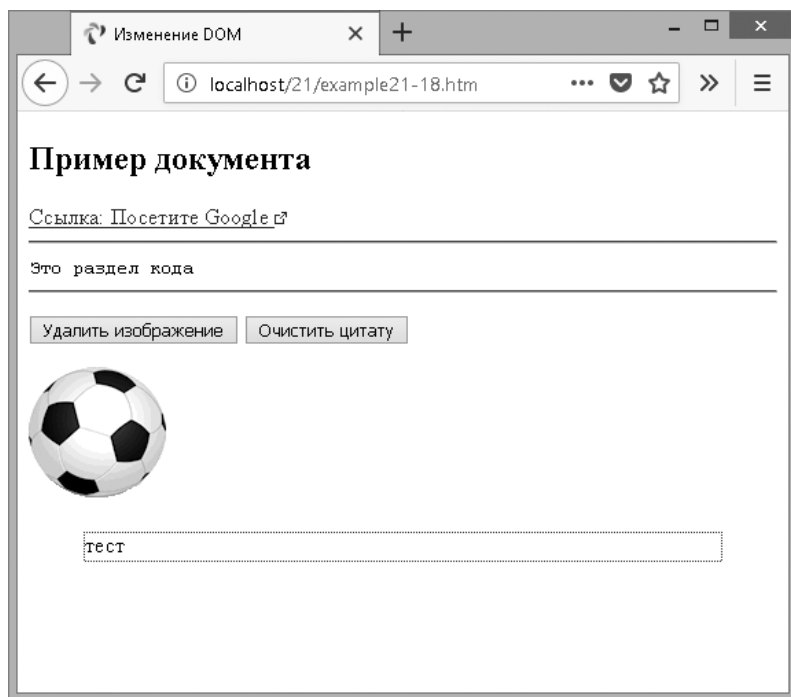 Изменение DOM
localhost/21/example21-18.htm
Пример документа
Ссылка: Посетите Google
Это раздел кода
Удалить изображение Очистить цитату
тест